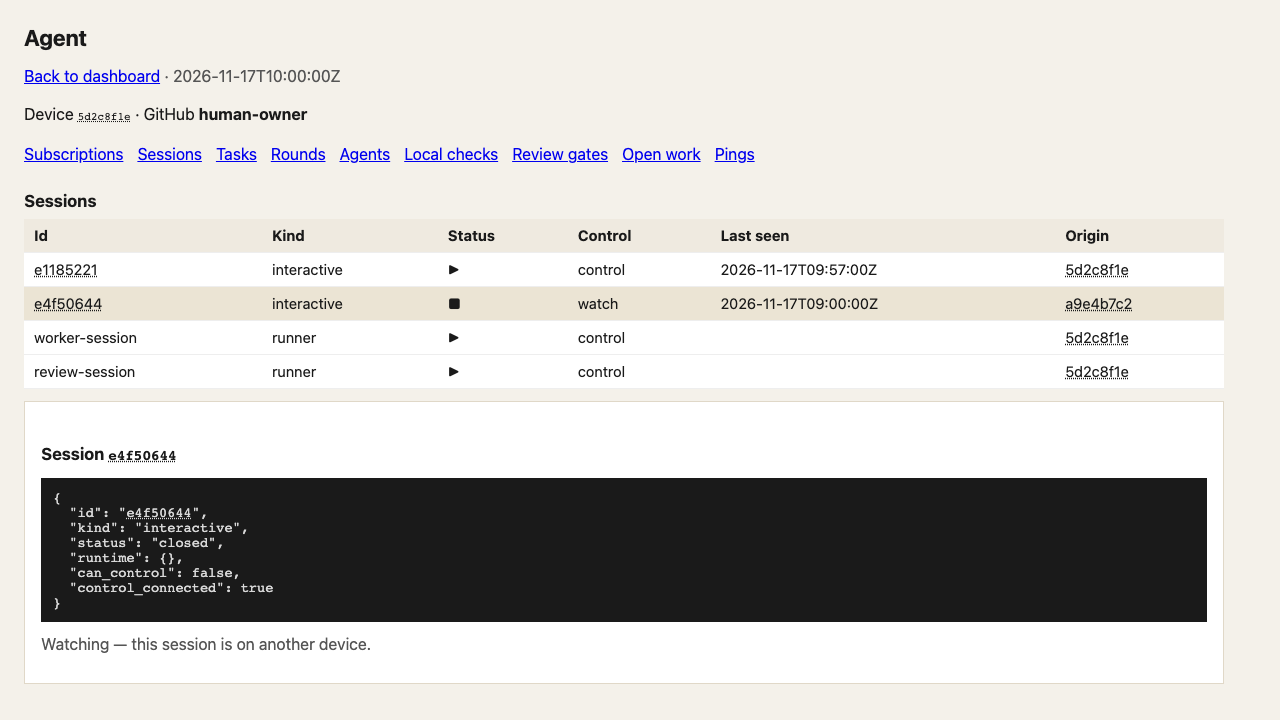 Agent
Back to dashboard · 2026-11-17T10:00:00Z
Device 5d2c8f1e · GitHub human-owner
Subscriptions Sessions Tasks Rounds Agents Local checks Review gates Open work Pings
Sessions
Id Kind Status Control Last seen Origin
e1185221 interactive ▶ control 2026-11-17T09:57:00Z 5d2c8f1e
e4f50644 interactive ■ watch 2026-11-17T09:00:00Z a9e4b7c2
worker-session runner ▶ control 5d2c8f1e
review-session runner ▶ control 5d2c8f1e
Session e4f50644
{
  "id": "e4f50644",
  "kind": "interactive",
  "status": "closed",
  "runtime": {},
  "can_control": false,
  "control_connected": true
}
Watching — this session is on another device.